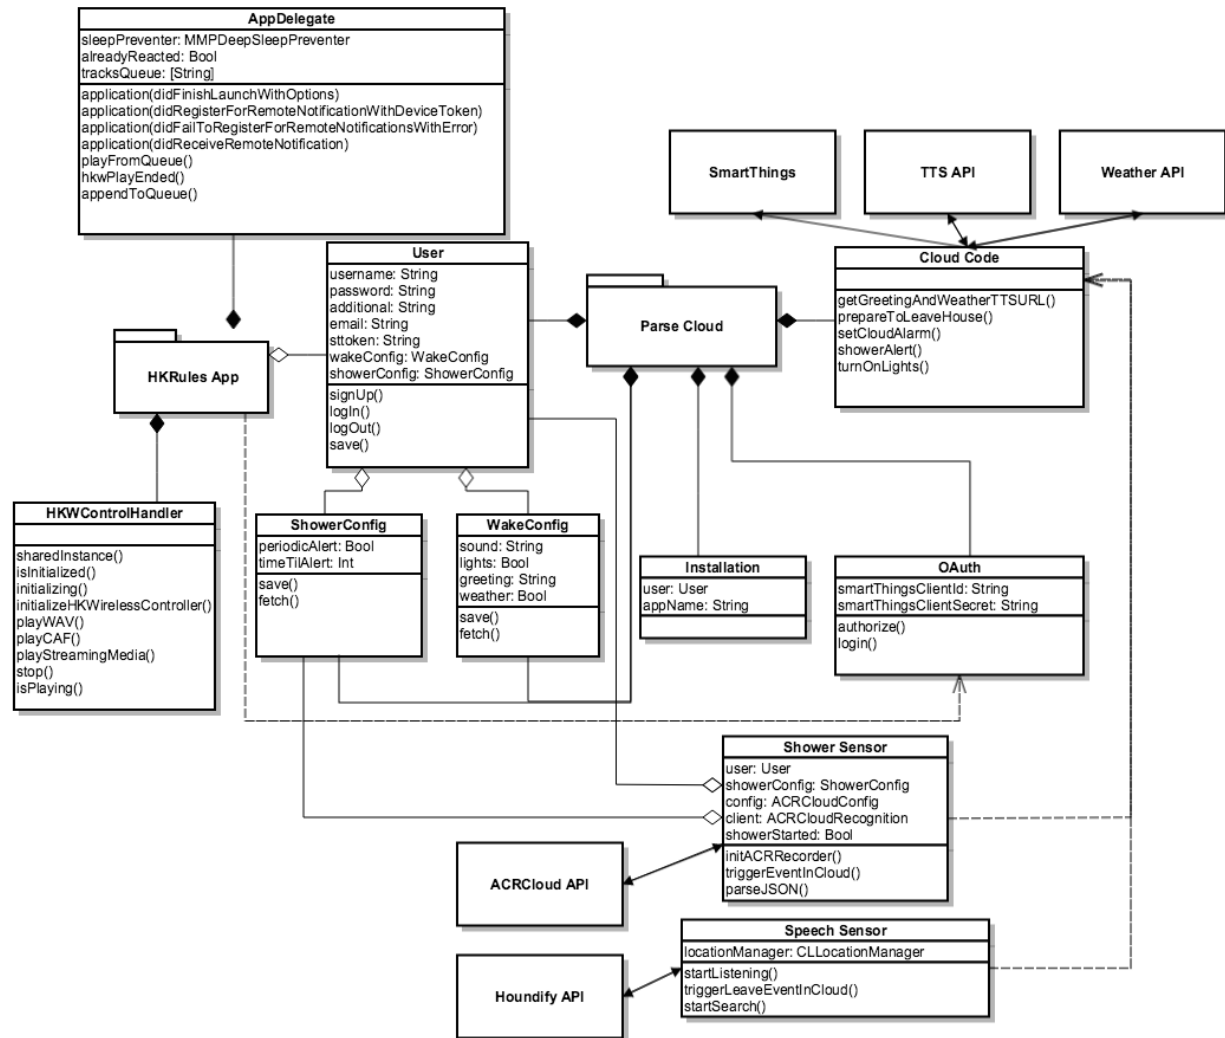 AppDelegate
sleepPreventer: MMPDeepSleepPreventer
alreadyReacted: Bool
tracksQueue: [String]
application(didFinishLaunchWithOptions)
application(didRegisterForRemoteNotificationWithDeviceToken)
application(didFailToRegisterForRemoteNotificationsWithError)
application(didReceiveRemoteNotification)
playFromQueue()
hkwPlayEnded()
appendToQueue()
SmartThings
TTS API
Weather API
User
username: String
password: String
additional: String
email: String
sttoken: String
wakeConfig: WakeConfig
showerConfig: ShowerConfig
signUp()
logIn()
logOut()
save()
Parse Cloud
Cloud Code
getGreetingAndWeatherTTSURL()
prepareToLeaveHouse()
setCloudAlarm()
showerAlert()
turnOnLights()
HKRules App
HKWControlHandler
sharedInstance()
isInitialized()
initializing()
initializeHKWirelessController()
playWAV()
playCAF()
playStreamingMedia()
stop()
isPlaying()
ShowerConfig
periodicAlert: Bool
timeTilAlert: Int
save()
fetch()
WakeConfig
sound: String
lights: Bool
greeting: String
weather: Bool
save()
fetch()
Installation
user: User
appName: String
OAuth
smartThingsClientId: String
smartThingsClientSecret: String
authorize()
login()
Shower Sensor
user: User
showerConfig: ShowerConfig
config: ACRCloudConfig
client: ACRCloudRecognition
showerStarted: Bool
initACRRecorder()
triggerEventInCloud()
parseJSON()
ACRCloud API
Speech Sensor
locationManager: CLLocationManager
startListening()
triggerLeaveEventInCloud()
startSearch()
Houndify API